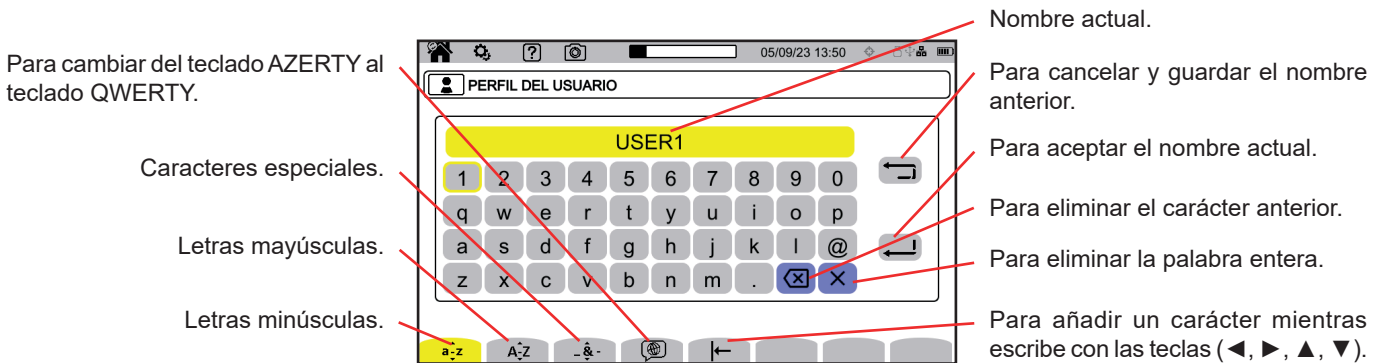 Nombre actual.
Para cambiar del teclado AZERTY al
teclado QWERTY.
05/09/23 13:50
Para cancelar y guardar el nombre
anterior.
PERFIL DEL USUARIO
USER1
Para aceptar el nombre actual.
Caracteres especiales.
1 2 3 4 5 6 7 8 9 0
Para eliminar el carácter anterior.
q w e r t y u i o p
Letras mayúsculas.
a s d f g h j k l @
Para eliminar la palabra entera.
z x c v b n m .
Letras minúsculas.
Para añadir un carácter mientras
escribe con las teclas (◄, ►, ▲, ▼).
a-z A-Z _&-